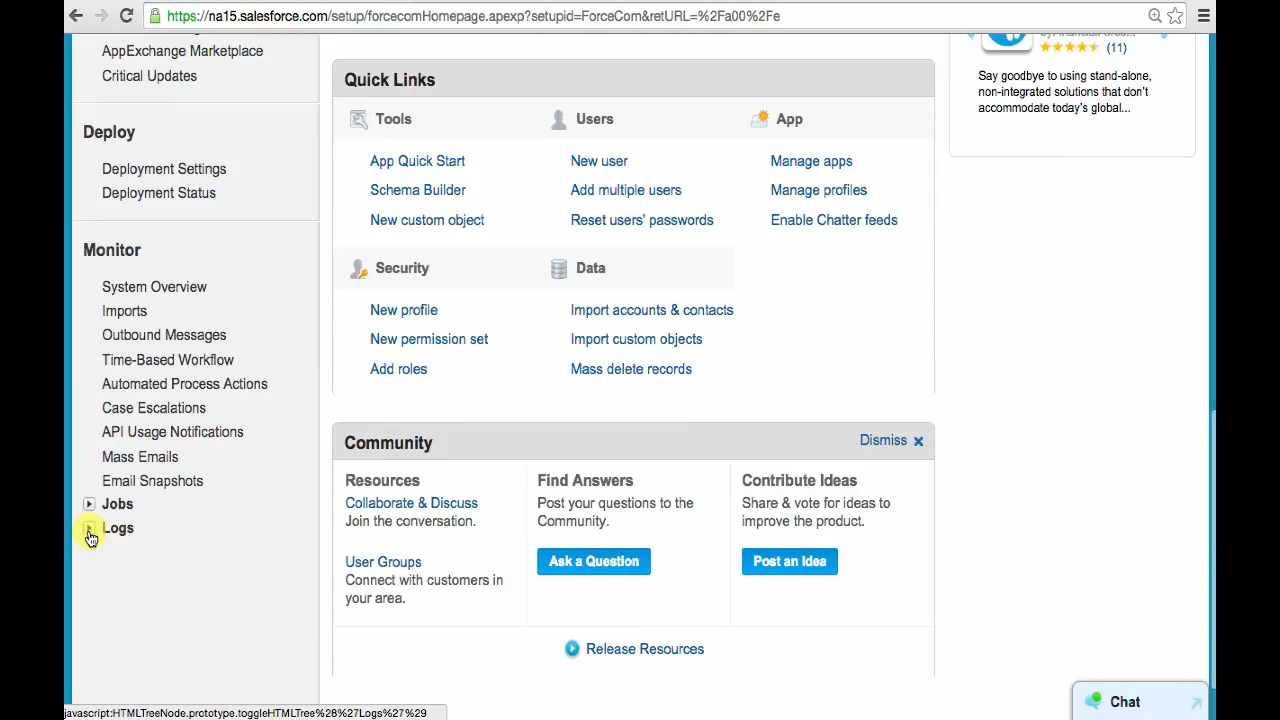 https://na15.salesforce.com/setup/forcecomHomepage.apexp?setupid=ForceCom&retURL=%2Fa00%2Fe
AppExchange Marketplace
Critical Updates
Deploy
Deployment Settings
Deployment Status
Monitor
System Overview
Imports
Outbound Messages
Time-Based Workflow
Automated Process Actions
Case Escalations
API Usage Notifications
Mass Emails
Email Snapshots
Jobs
Logs
Quick Links
Tools
App Quick Start
Schema Builder
New custom object
Users
New user
Add multiple users
Reset users' passwords
App
Manage apps
Manage profiles
Enable Chatter feeds
Security
New profile
New permission set
Add roles
Data
Import accounts & contacts
Import custom objects
Mass delete records
Community
Dismiss
Resources
Collaborate & Discuss
Join the conversation.
User Groups
Connect with customers in
your area.
Find Answers
Post your questions to the
Community.
Ask a Question
Contribute Ideas
Share & vote for ideas to
improve the product.
Post an Idea
Release Resources
(11)
Say goodbye to using stand-alone,
non-integrated solutions that don't
accommodate today's global...
Chat
javascript:HTMLTreeNode.prototype.toggleHTMLTree%28%27Logs%27%29